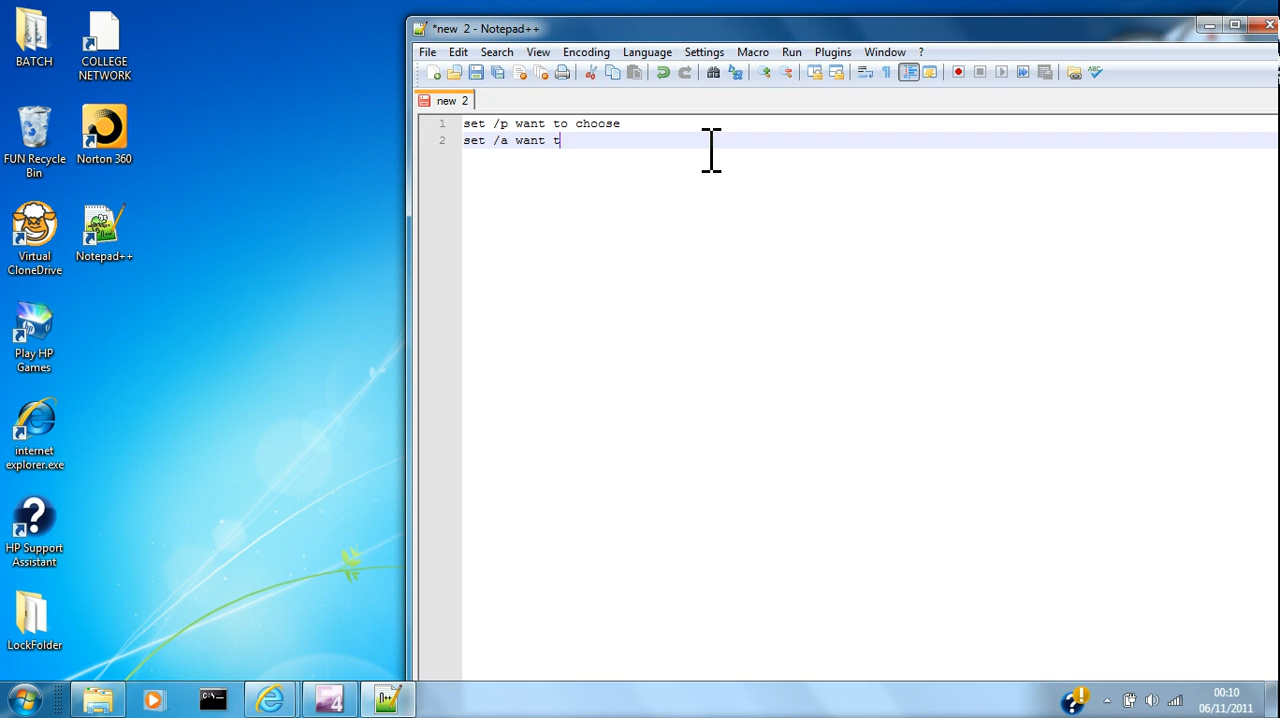 *new 2 - Notepad++
File Edit Search View Encoding Language Settings Macro Run Plugins Window ?
new 2
1 set /p want to choose
2 set /a want t
BATCH
COLLEGE NETWORK
FUN Recycle Bin
Norton 360
Virtual CloneDrive
Notepad++
Play HP Games
internet explorer.exe
HP Support Assistant
LockFolder
00:10
06/11/2011